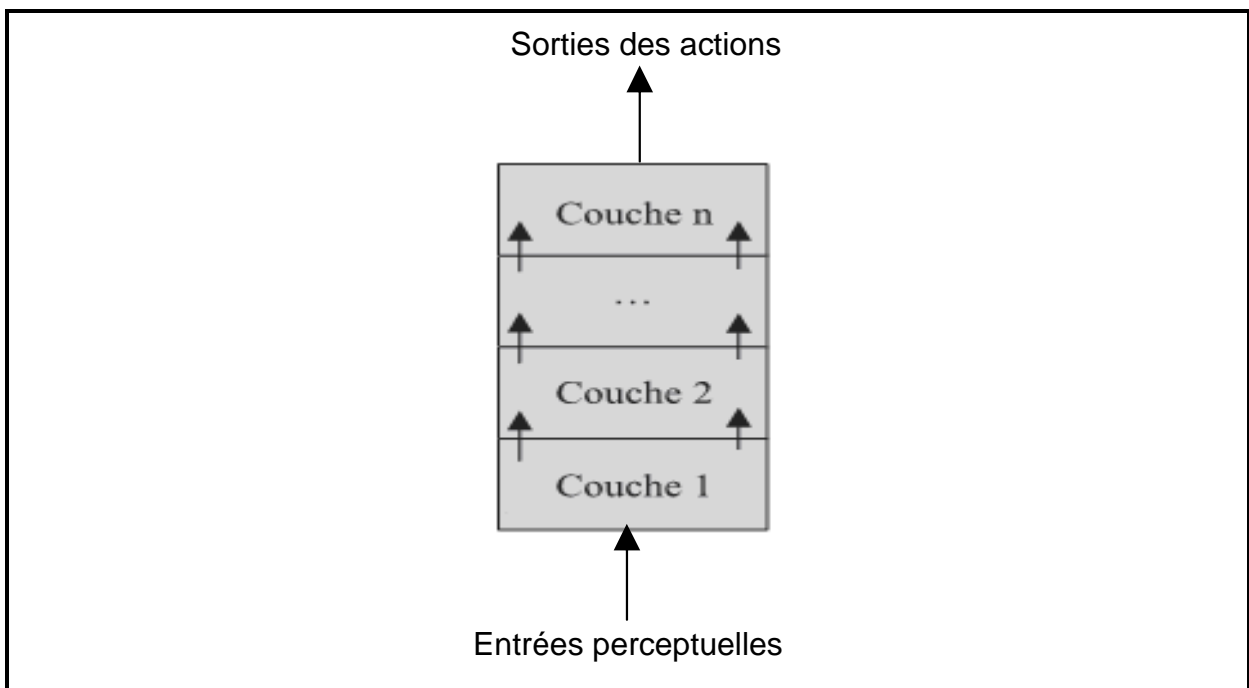 Sorties des actions
Couche n
...
Couche 2
Couche 1
Entrées perceptuelles